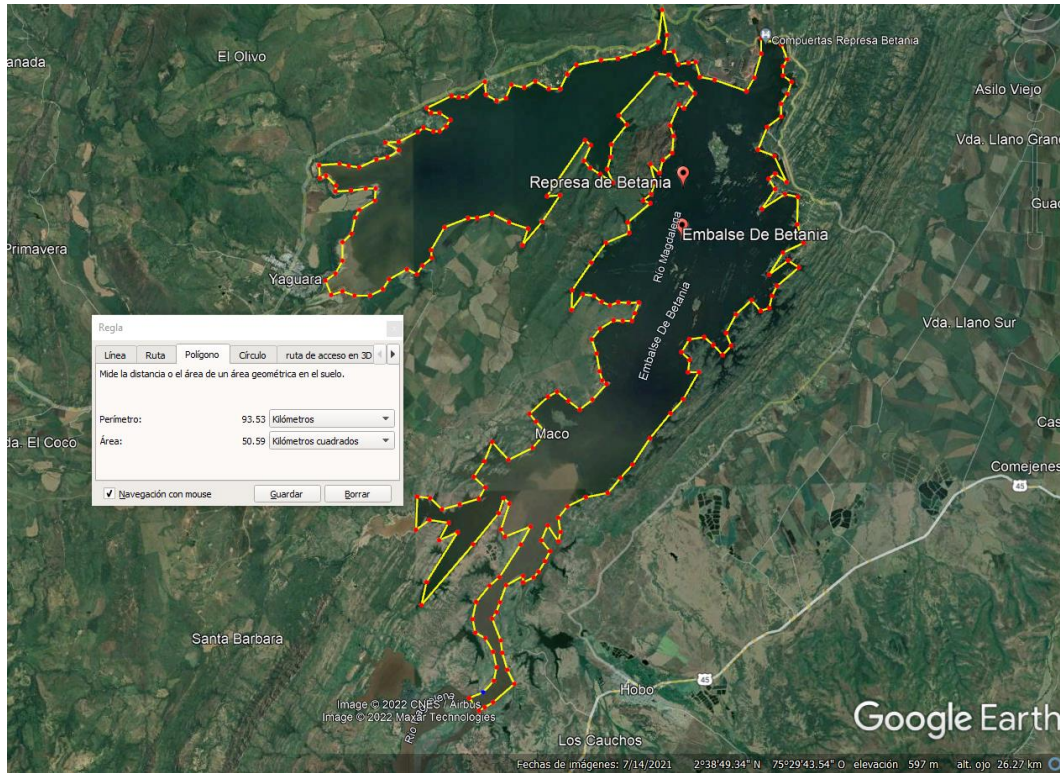 El Olivo
Compuertas Represa Betania
anada
Asilo Viejo
Vda. Llano Grand
Represa de Betania
Guac
Embalse De Betania
Río Magdalena
Primavera
Yaguara
Embalse De Betania
Vda. Llano Sur
Regla
Línea Ruta Polígono Círculo ruta de acceso en 3D
Mide la distancia o el área de un área geométrica en el suelo.
Perímetro: 93.53 Kilómetros
Área: 50.59 Kilómetros cuadrados
Navegación con mouse Guardar Borrar
Cas
Maco
da. El Coco
Comejenes
45
Santa Barbara
45
Hobo
Image © 2022 CNES / Airbus
Image © 2022 Maxar Technologies
Google Earth
Los Cauchos
Fechas de imágenes: 7/14/2021 2°38'49.34" N 75°29'43.54" O elevación 597 m alt. ojo 26.27 km